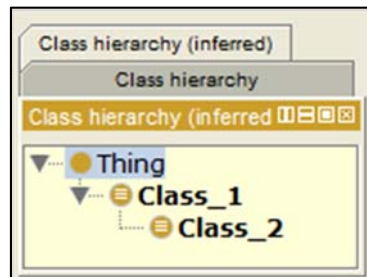 Class hierarchy (inferred)
Class hierarchy
Class hierarchy (inferred
Thing
Class_1
Class_2